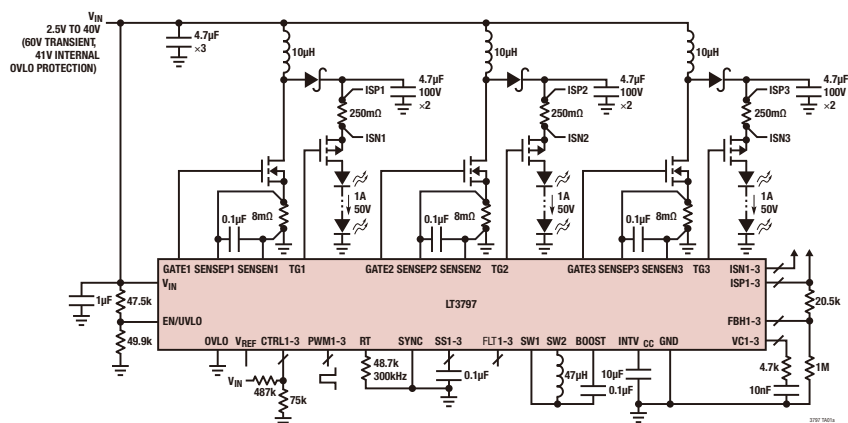 VIN
2.5V TO 40V
(60V TRANSIENT,
41V INTERNAL
OVLO PROTECTION)
4.7µF
×3
10µH
ISP1
4.7µF
100V
×2
250mΩ
ISN1
1A
50V
8mΩ
0.1µF
10µH
ISP2
4.7µF
100V
×2
250mΩ
ISN2
1A
50V
8mΩ
0.1µF
10µH
ISP3
4.7µF
100V
×2
250mΩ
ISN3
1A
50V
8mΩ
0.1µF
GATE1 SENSEP1 SENSEN1 TG1 GATE2 SENSEP2 SENSEN2 TG2 GATE3 SENSEP3 SENSEN3 TG3 ISN1-3
VIN ISP1-3
1µF 47.5k LT3797 20.5k
EN/UVLO FBH1-3
49.9k
OVLO VREF CTRL1-3 PWM1-3 RT SYNC SS1-3 FLT1-3 SW1 SW2 BOOST INTVCC GND VC1-3
VIN
487k
75k
48.7k
300kHz
0.1µF
47µH
0.1µF
10µF
4.7k
10nF
1M
3797 TA01a